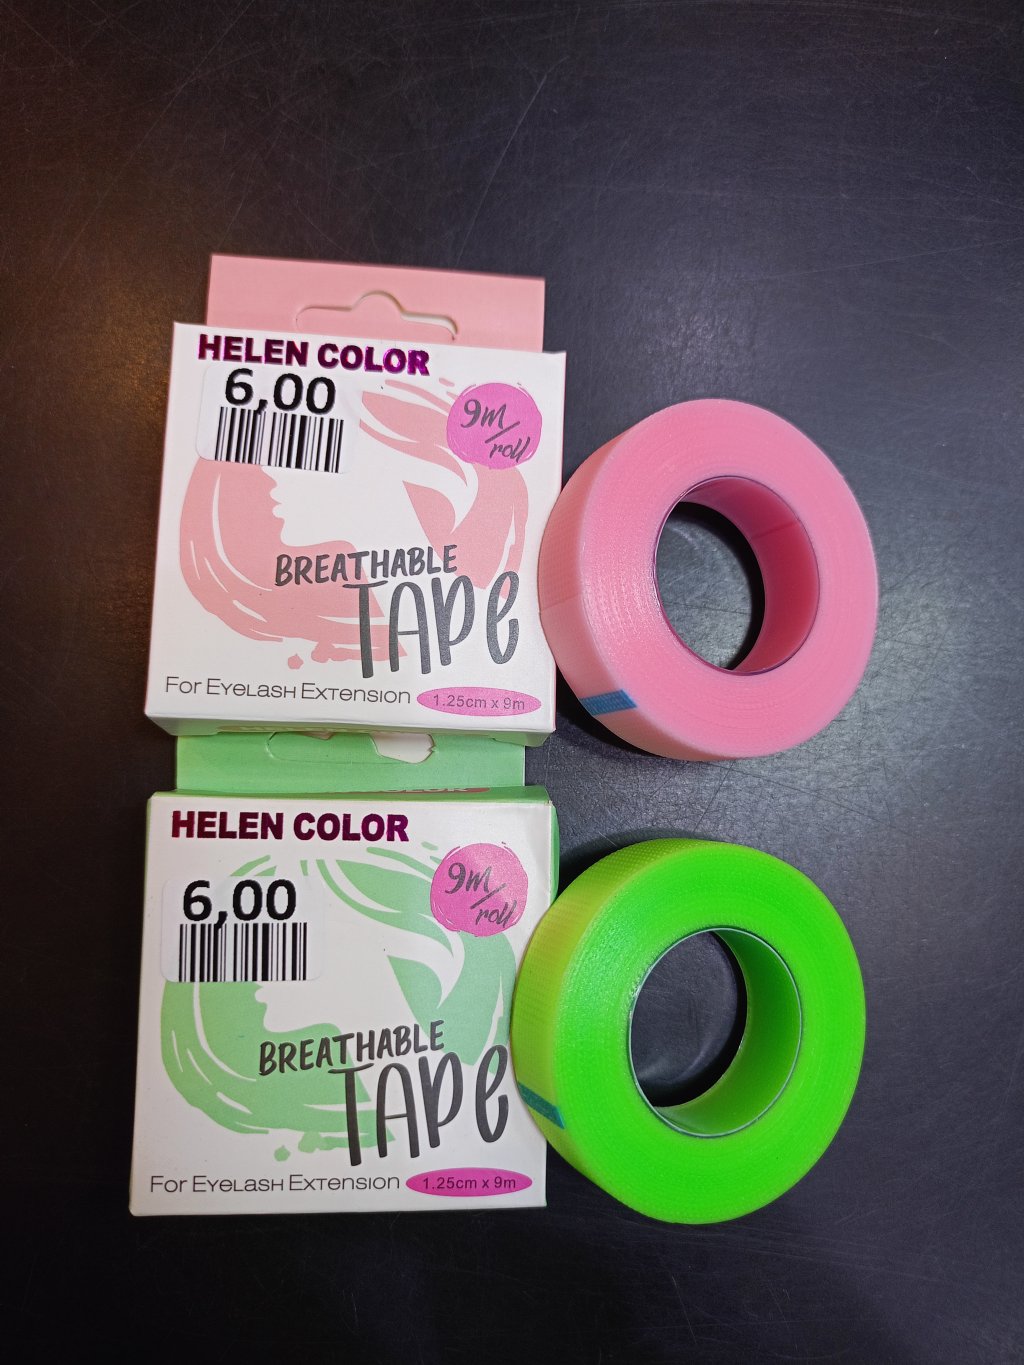 HELEN COLOR
6,00
9m/roll
BREATHABLE
TAPE
FOR EYELASH EXTENSION
1.25cm x 9m
HELEN COLOR
6,00
9m/roll
BREATHABLE
TAPE
FOR EYELASH EXTENSION
1.25cm x 9m